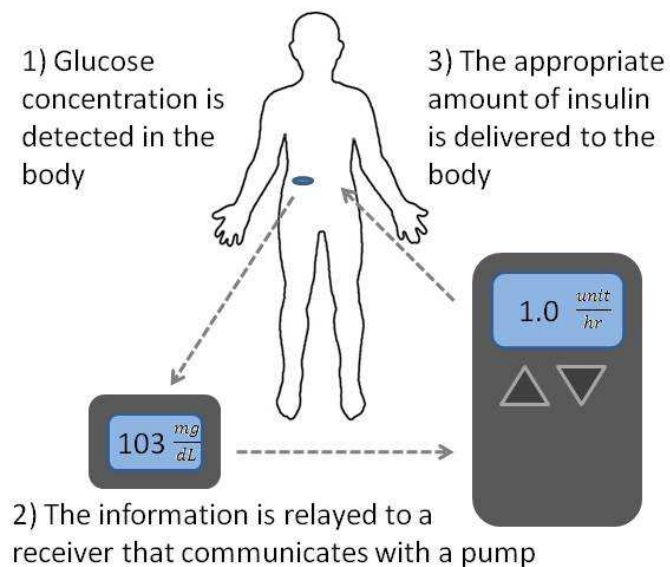 1) Glucose
concentration is
detected in the
body
3) The appropriate
amount of insulin
is delivered to the
body
1.0 unit/hr
103 mg/dL
2) The information is relayed to a
receiver that communicates with a pump